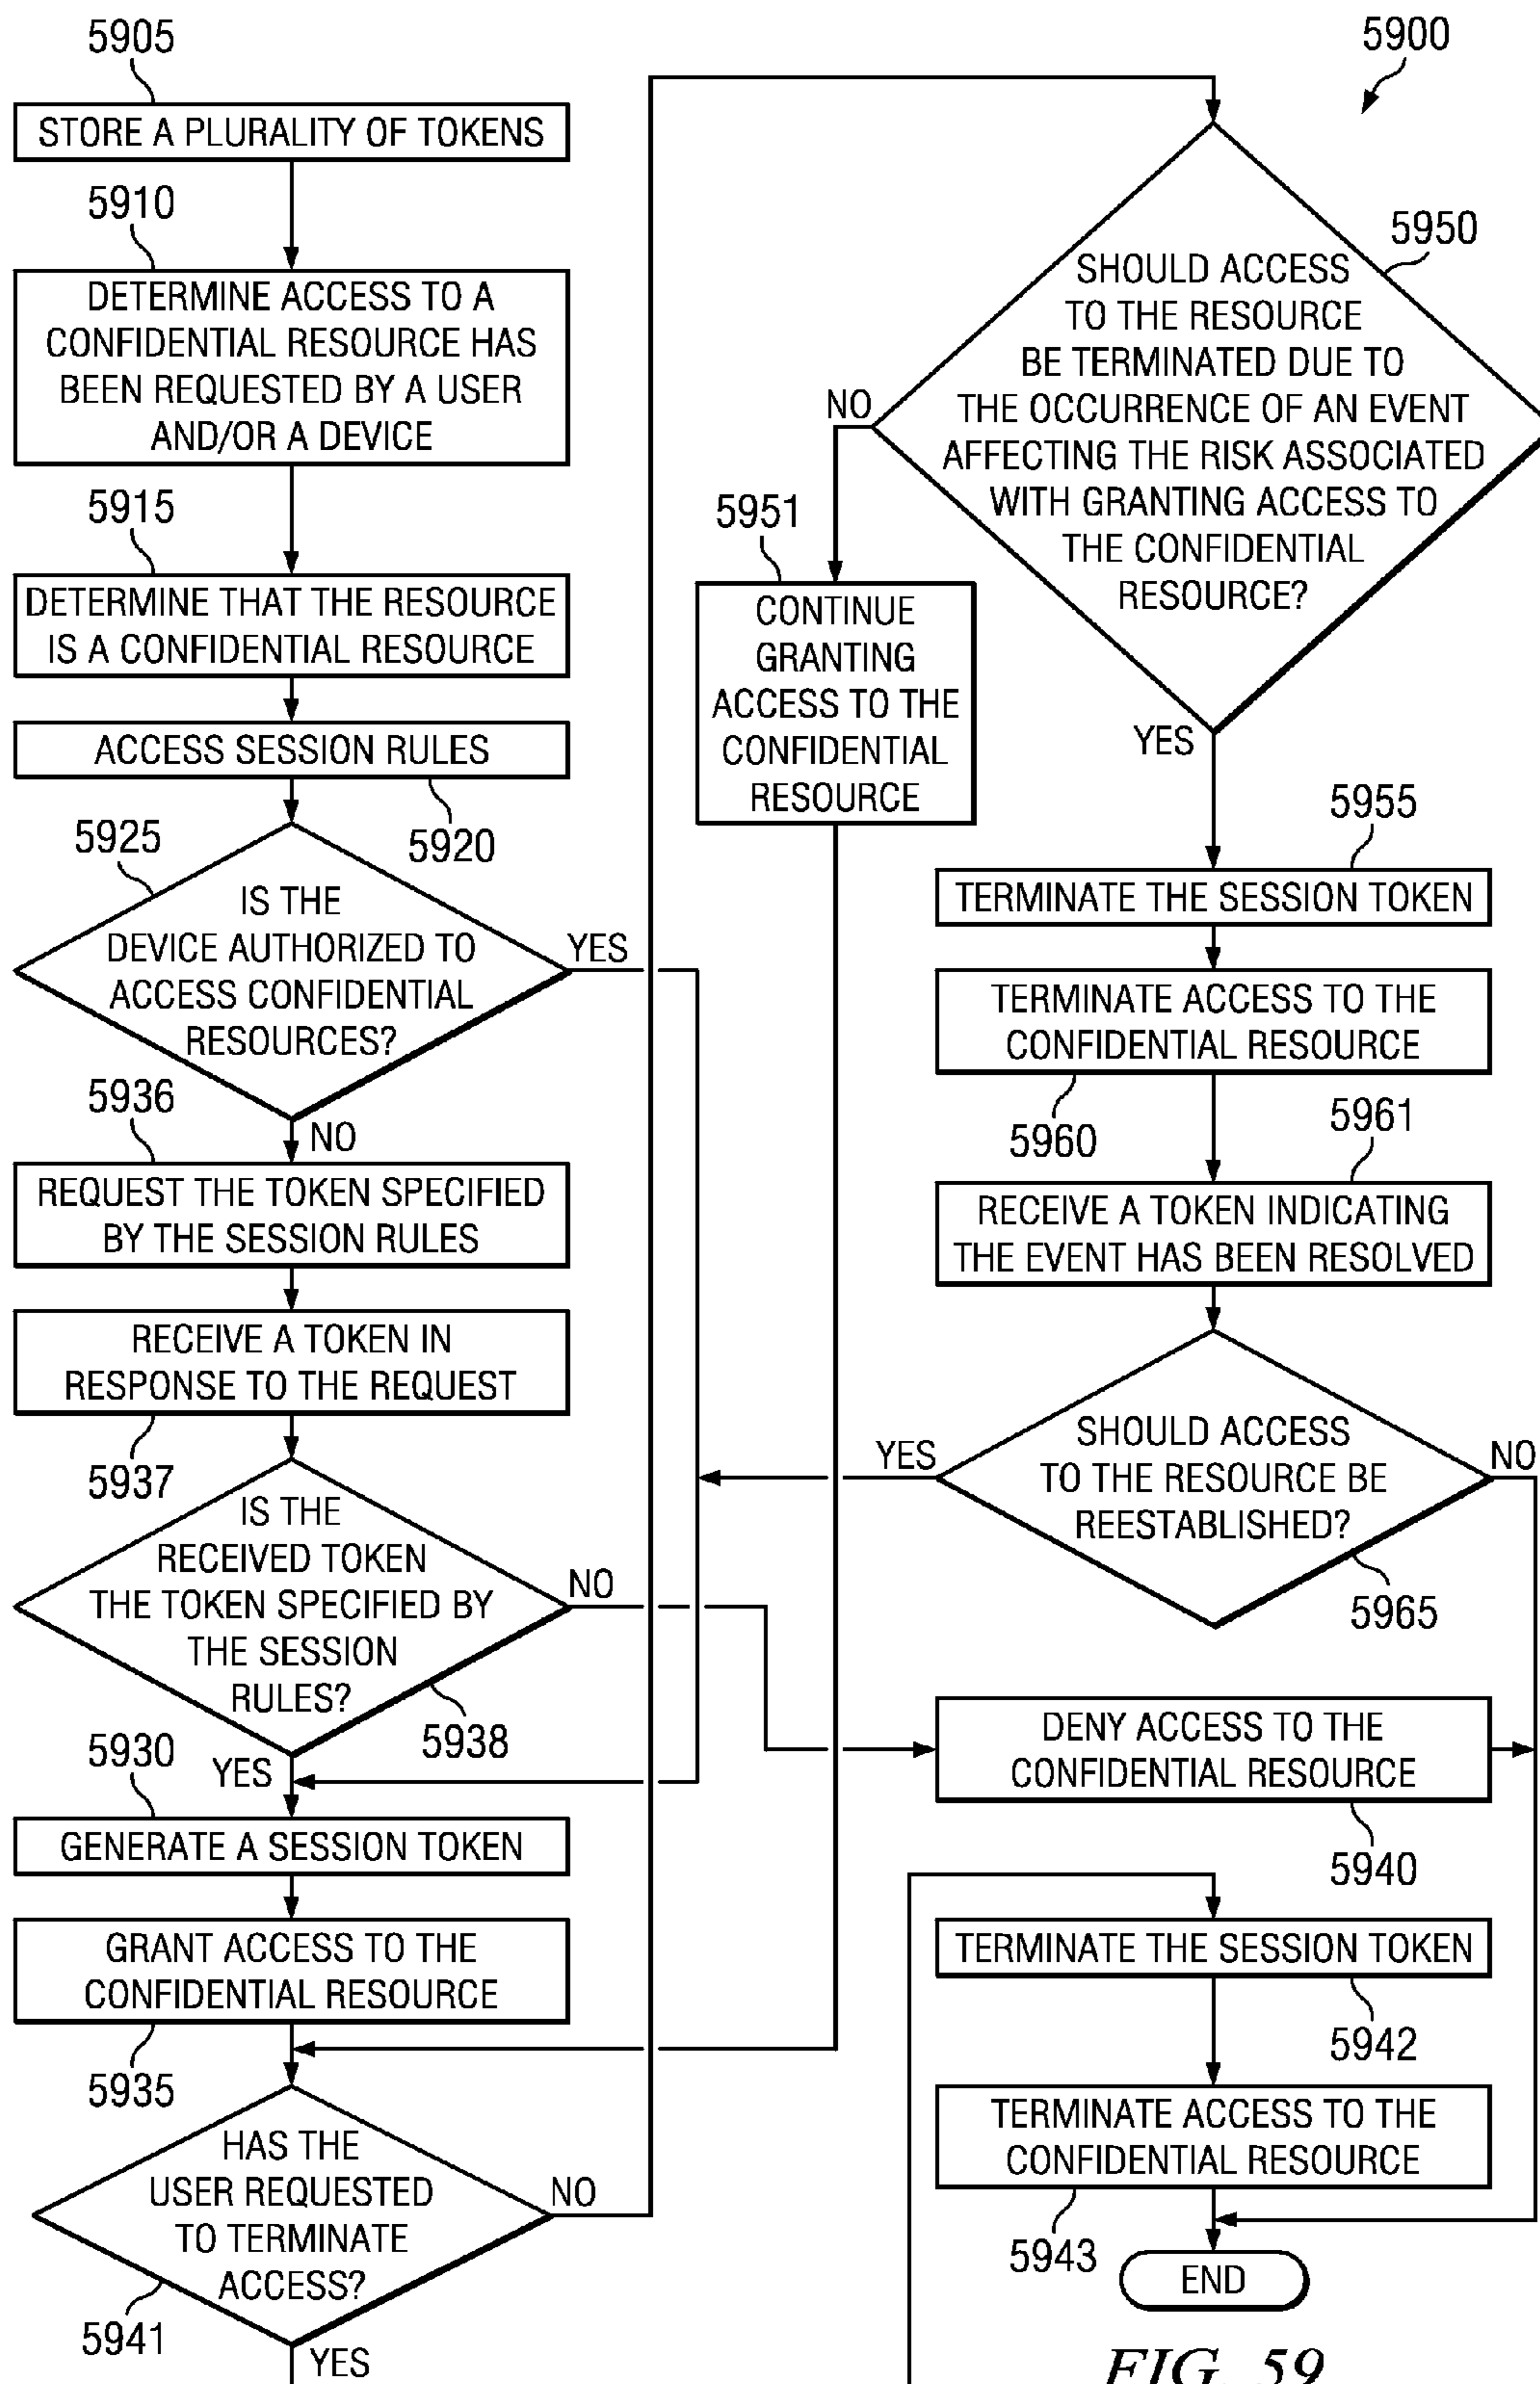 5905
STORE A PLURALITY OF TOKENS
5910
DETERMINE ACCESS TO A
CONFIDENTIAL RESOURCE HAS
BEEN REQUESTED BY A USER
AND/OR A DEVICE
5915
DETERMINE THAT THE RESOURCE
IS A CONFIDENTIAL RESOURCE
ACCESS SESSION RULES
5920
5925
IS THE
DEVICE AUTHORIZED TO
ACCESS CONFIDENTIAL
RESOURCES?
YES
NO
5936
REQUEST THE TOKEN SPECIFIED
BY THE SESSION RULES
RECEIVE A TOKEN IN
RESPONSE TO THE REQUEST
5937
IS THE
RECEIVED TOKEN
THE TOKEN SPECIFIED BY
THE SESSION
RULES?
NO
5938
YES
5930
GENERATE A SESSION TOKEN
GRANT ACCESS TO THE
CONFIDENTIAL RESOURCE
5935
HAS THE
USER REQUESTED
TO TERMINATE
ACCESS?
NO
5941
YES
5900
5950
SHOULD ACCESS
TO THE RESOURCE
BE TERMINATED DUE TO
THE OCCURRENCE OF AN EVENT
AFFECTING THE RISK ASSOCIATED
WITH GRANTING ACCESS TO
THE CONFIDENTIAL
RESOURCE?
NO
5951
CONTINUE
GRANTING
ACCESS TO THE
CONFIDENTIAL
RESOURCE
YES
5955
TERMINATE THE SESSION TOKEN
TERMINATE ACCESS TO THE
CONFIDENTIAL RESOURCE
5960
5961
RECEIVE A TOKEN INDICATING
THE EVENT HAS BEEN RESOLVED
SHOULD ACCESS
TO THE RESOURCE BE
REESTABLISHED?
YES
NO
5965
DENY ACCESS TO THE
CONFIDENTIAL RESOURCE
5940
TERMINATE THE SESSION TOKEN
5942
TERMINATE ACCESS TO THE
CONFIDENTIAL RESOURCE
5943
END
FIG. 59